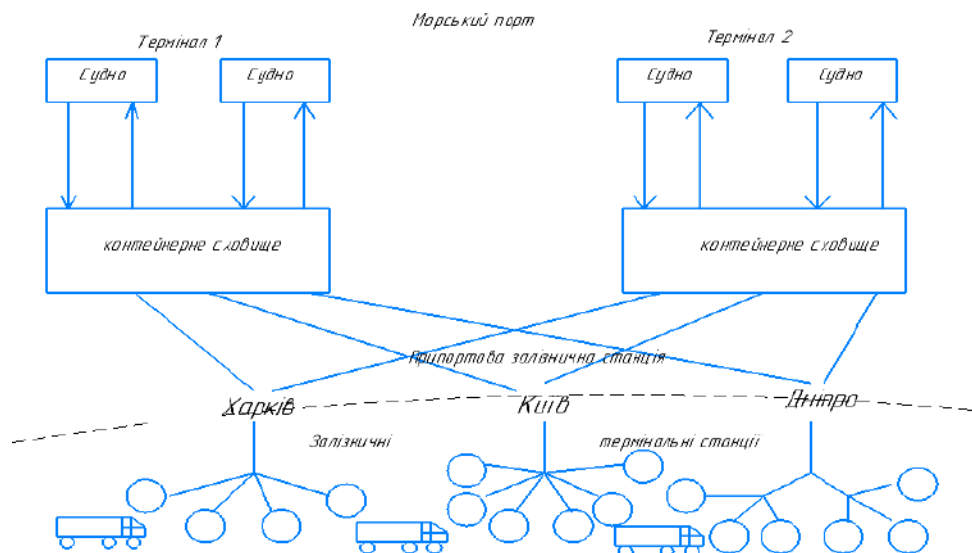 Морський порт
Термінал 1
Термінал 2
Судно
Судно
Судно
Судно
контейнерне сховище
контейнерне сховище
Припортова залізнична станція
Харків
Київ
Дніпро
Залізничні
термінальні станції